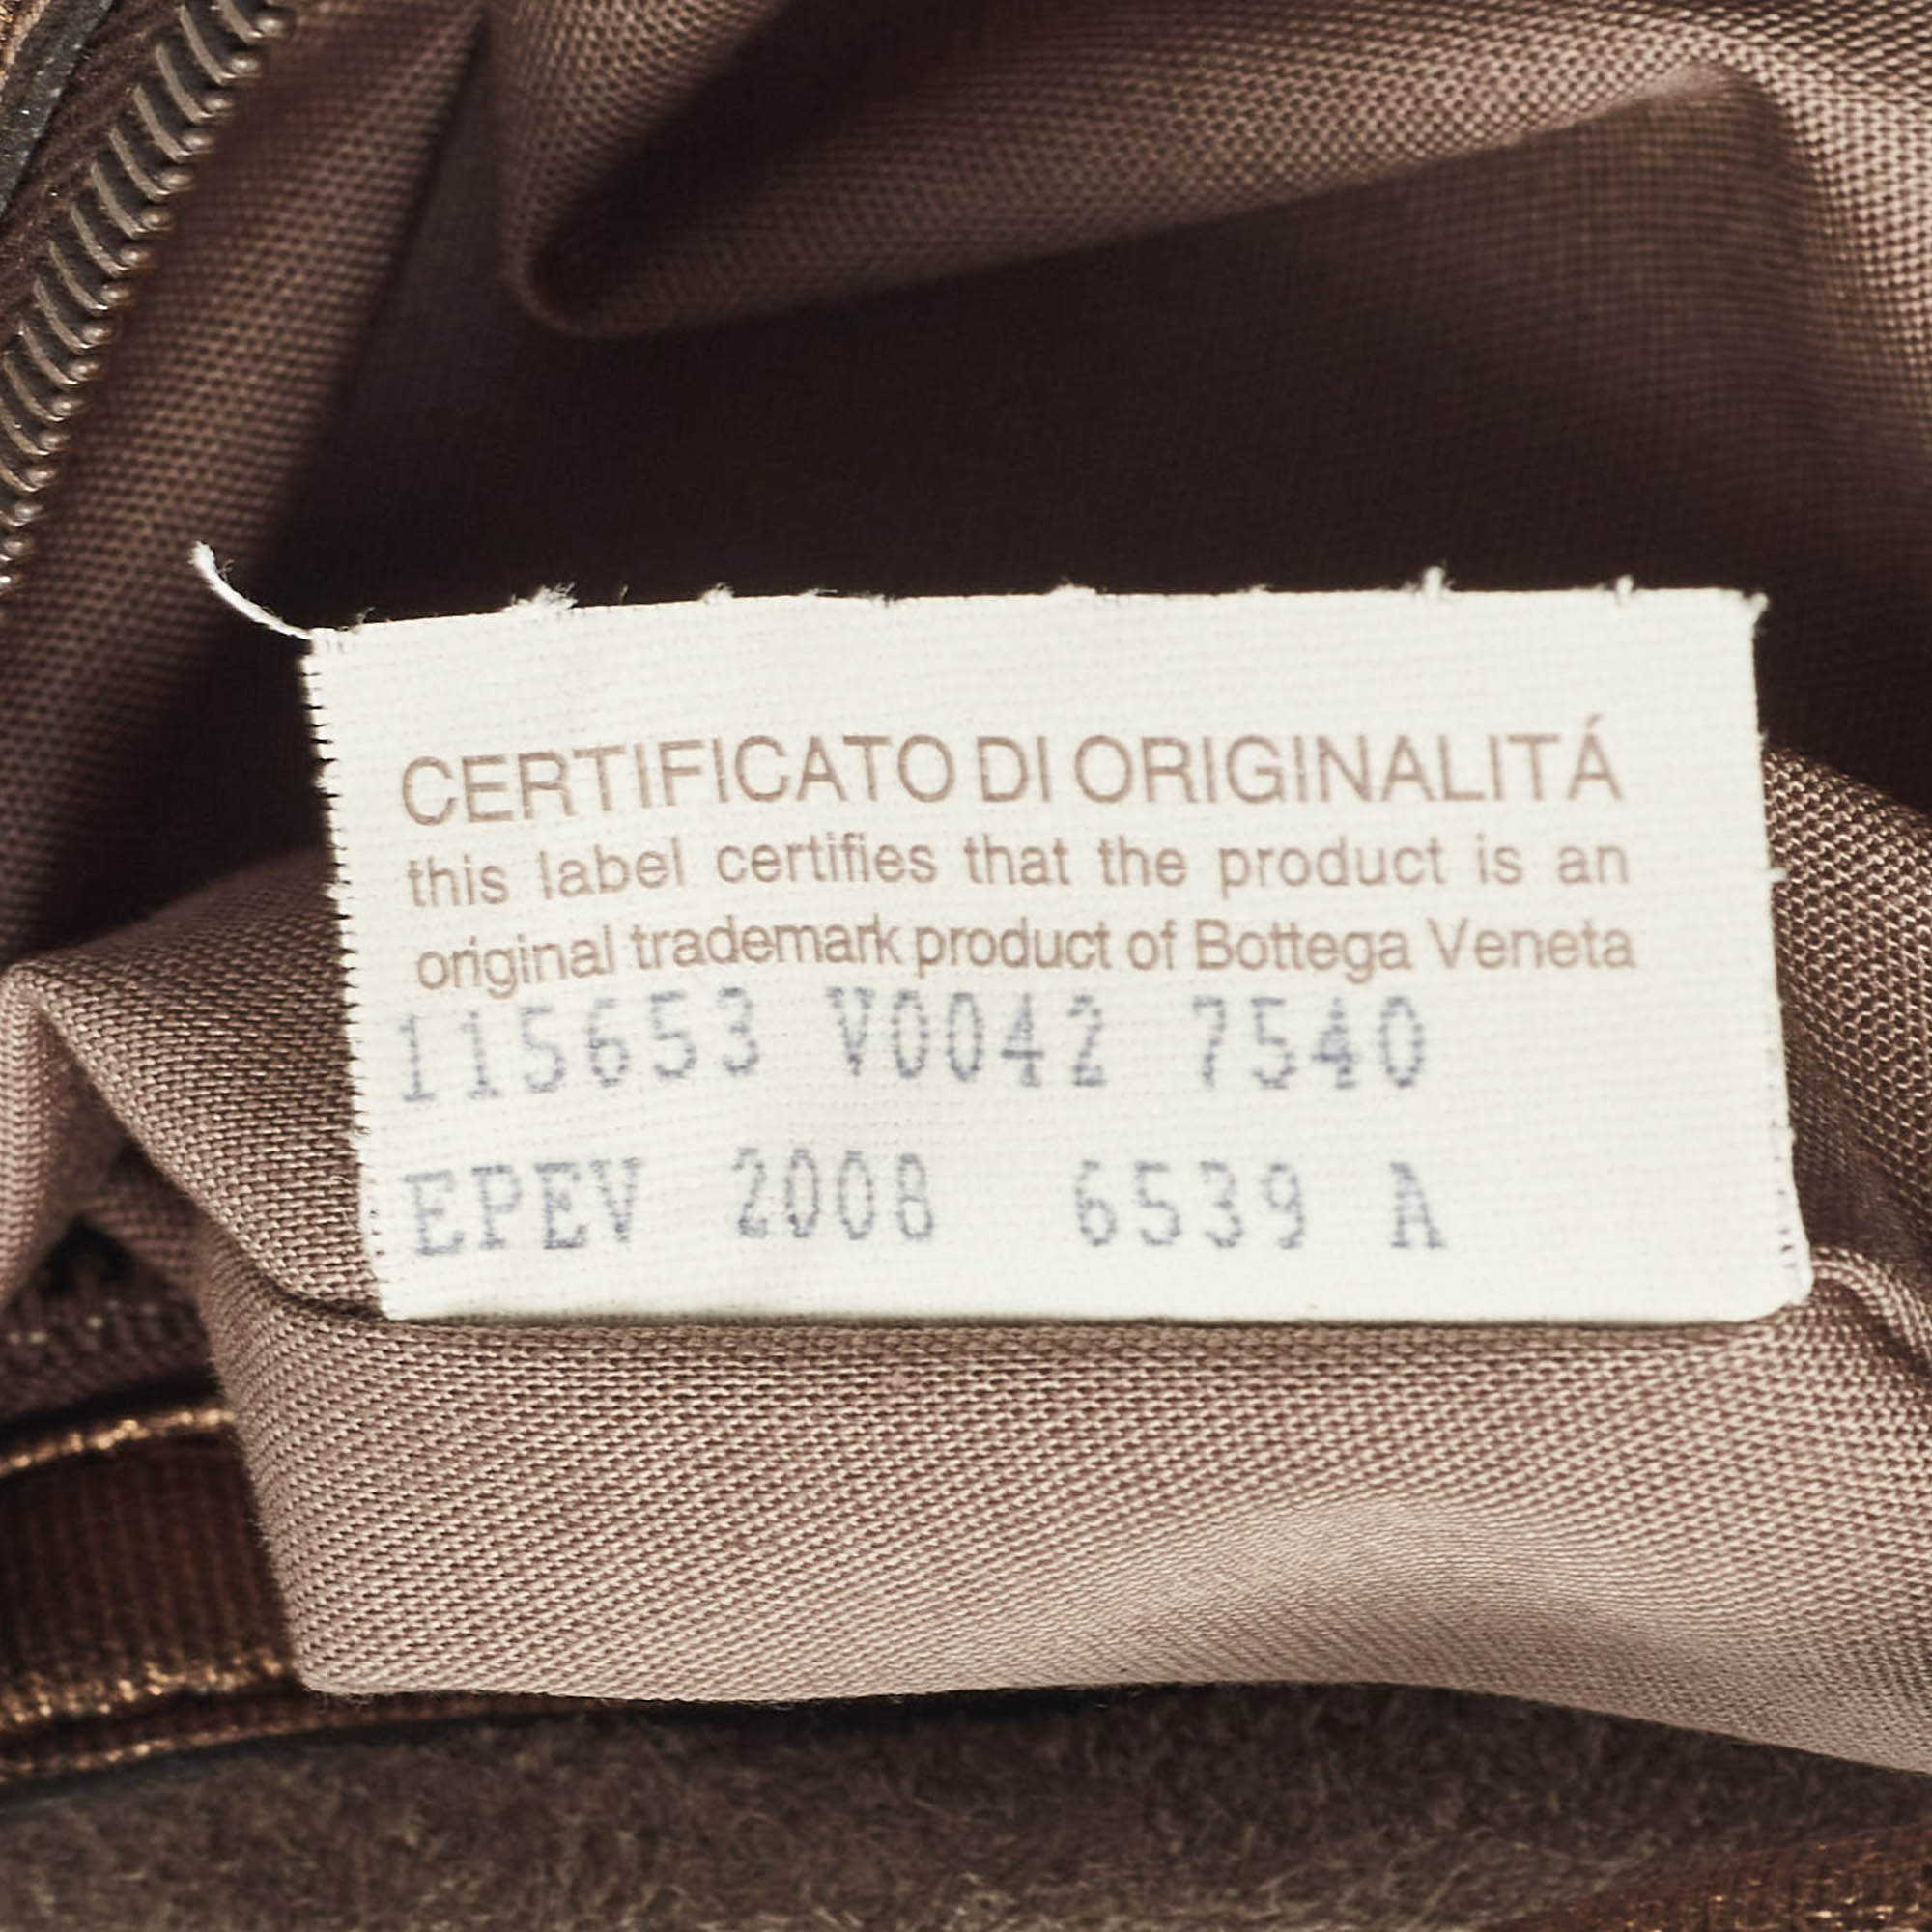 CERTIFICATO DI ORIGINALITÁ
this label certifies that the product is an
original trademark product of Bottega Veneta
115653 V0042 7540
EPEV 2008 6539 A